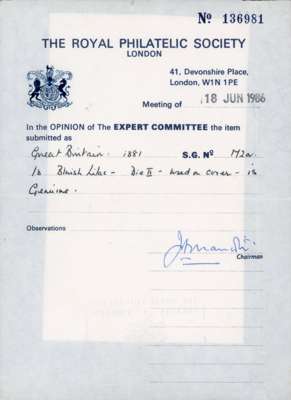 Nº 136981
THE ROYAL PHILATELIC SOCIETY
LONDON
41, Devonshire Place,
London, W1N 1PE
Meeting of 18 JUN 1986
In the OPINION of The EXPERT COMMITTEE the item
submitted as
Great Britain 1881 S.G. Nº 172a
1d Bluish Lilac - Die II - used on cover - is
Genuine.
Observations
Chairman